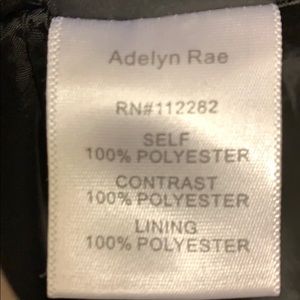 Adelyn Rae
RN#112282
SELF
100% POLYESTER
CONTRAST
100% POLYESTER
LINING
100% POLYESTER